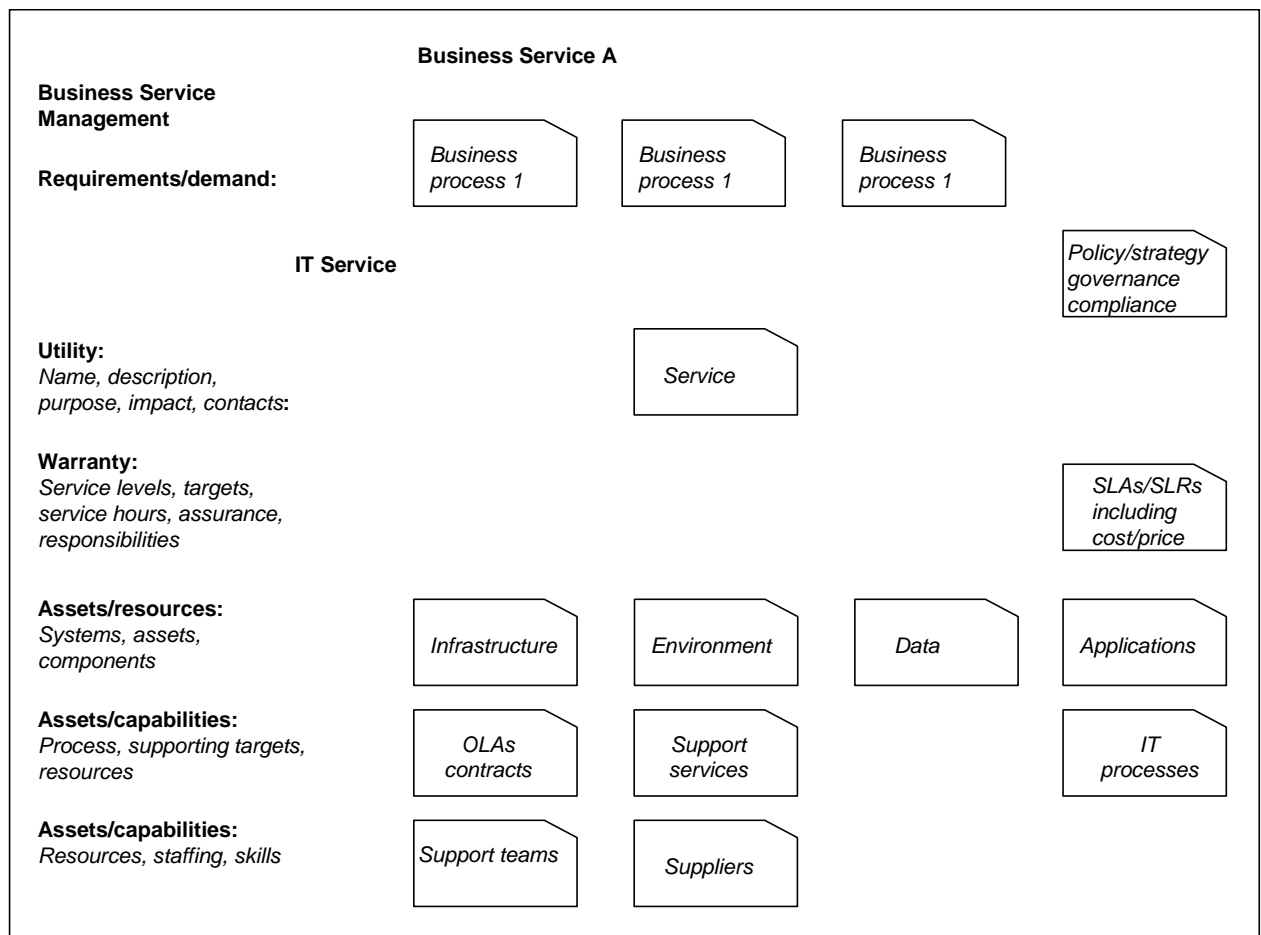 Business Service A
Business Service
Management
Requirements/demand:
Business
process 1
Business
process 1
Business
process 1
IT Service
Policy/strategy
governance
compliance
Utility:
Name, description,
purpose, impact, contacts:
Service
Warranty:
Service levels, targets,
service hours, assurance,
responsibilities
SLAs/SLRs
including
cost/price
Assets/resources:
Systems, assets,
components
Infrastructure
Environment
Data
Applications
Assets/capabilities:
Process, supporting targets,
resources
OLAs
contracts
Support
services
IT
processes
Assets/capabilities:
Resources, staffing, skills
Support teams
Suppliers